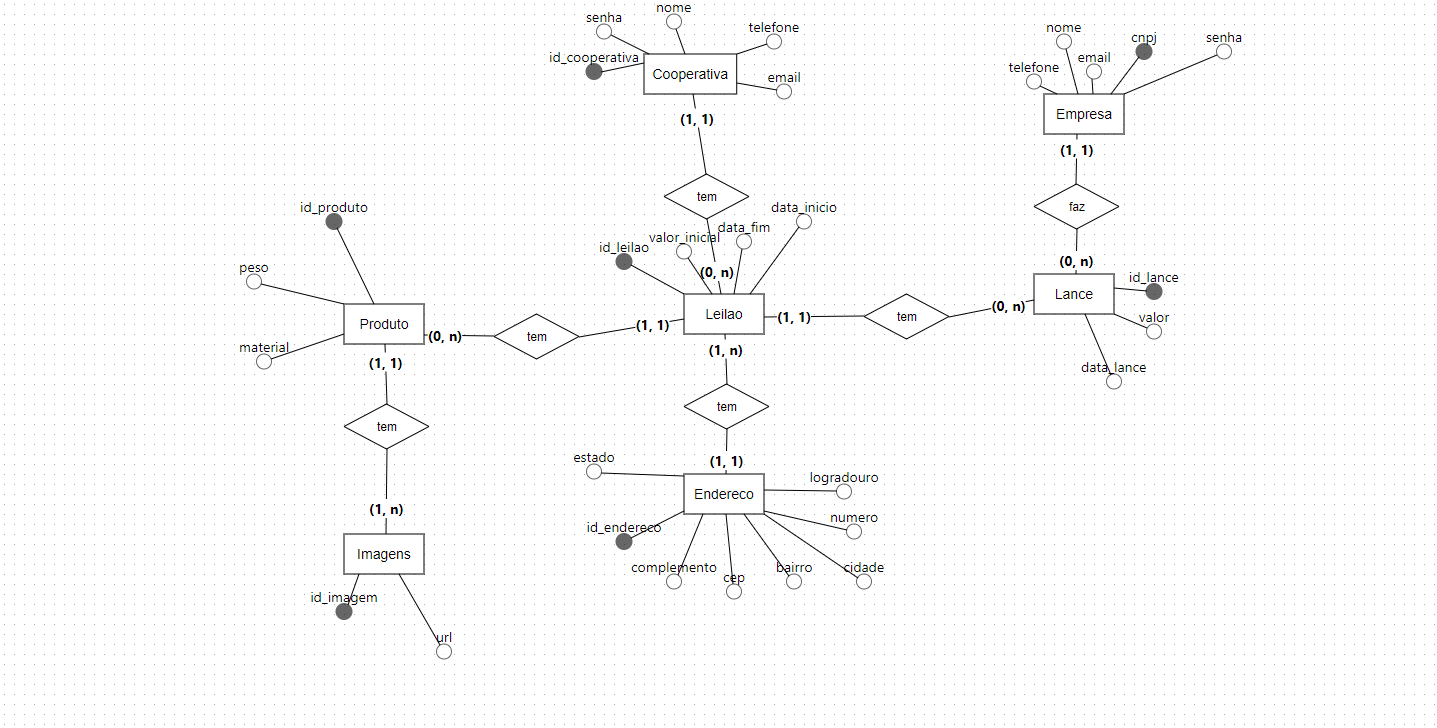 nome
senha
telefone
id_cooperativa
email
Cooperativa
(1, 1)
tem
nome
cnpj
senha
email
telefone
Empresa
(1, 1)
faz
(0, n)
id_produto
peso
material
Produto
(0, n)
tem
(1, 1)
data_inicio
data_fim
valor_inicial
id_leilao
(0, n)
Leilao
(1, 1)
tem
(0, n)
Lance
id_lance
valor
data_lance
(1, 1)
tem
(1, n)
Imagens
id_imagem
url
(1, n)
tem
(1, 1)
estado
Endereco
logradouro
numero
id_endereco
complemento
cep
bairro
cidade